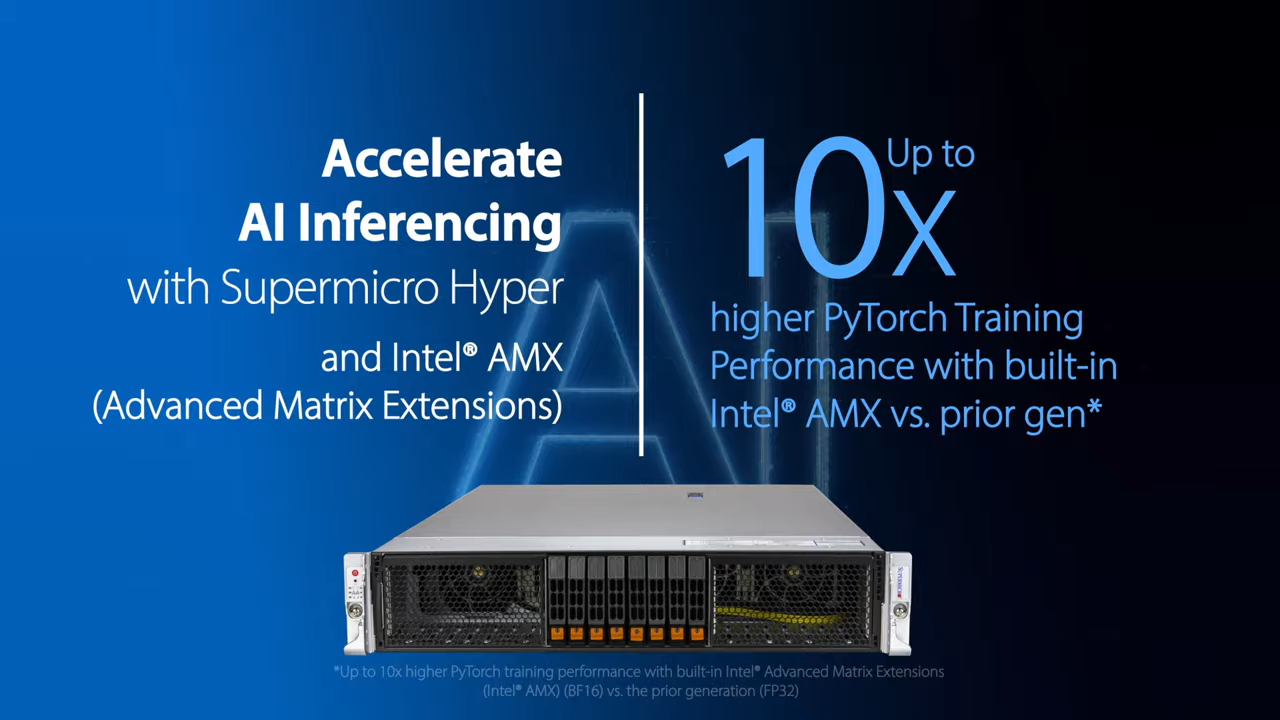 Accelerate
AI Inferencing
with Supermicro Hyper
and Intel® AMX
(Advanced Matrix Extensions)
Up to
10x
higher PyTorch Training
Performance with built-in
Intel® AMX vs. prior gen*
AI
SUPERMICRO
*Up to 10x higher PyTorch training performance with built-in Intel® Advanced Matrix Extensions
(Intel® AMX) (BF16) vs. the prior generation (FP32)